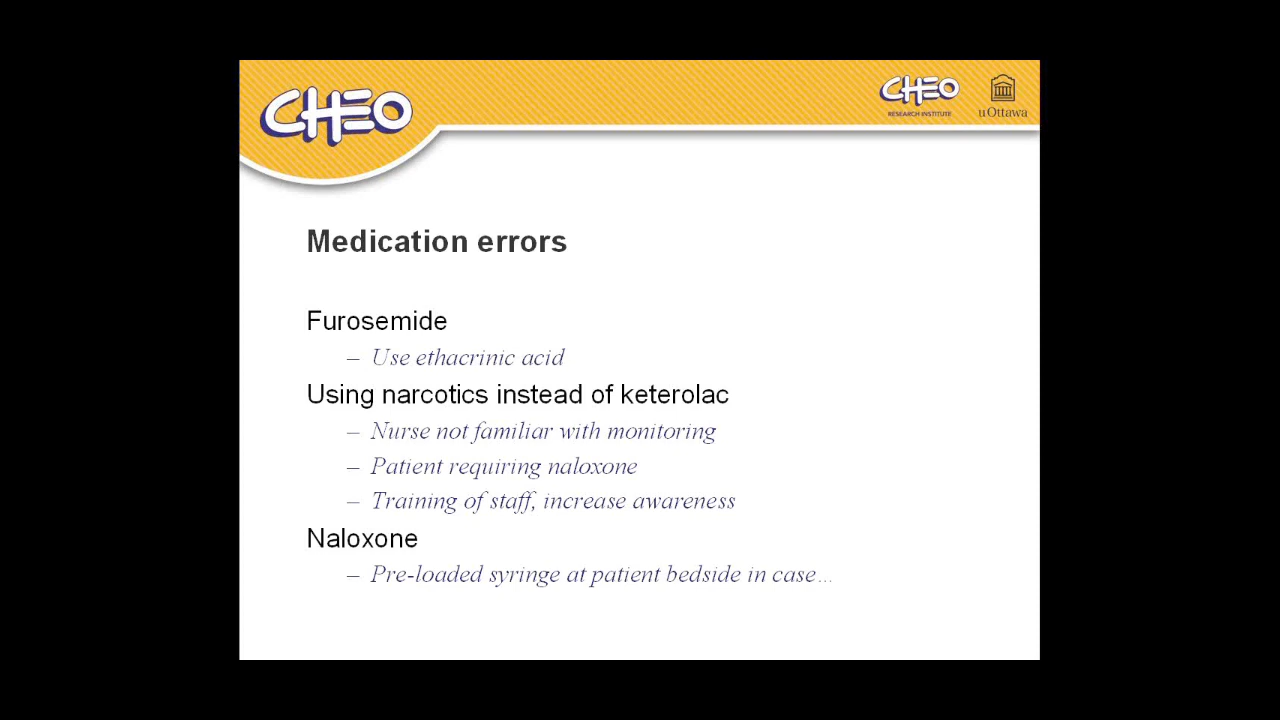 CHEO
CHEO
RESEARCH INSTITUTE
uOttawa
Medication errors
Furosemide
– Use ethacrinic acid
Using narcotics instead of keterolac
– Nurse not familiar with monitoring
– Patient requiring naloxone
– Training of staff, increase awareness
Naloxone
– Pre-loaded syringe at patient bedside in case…